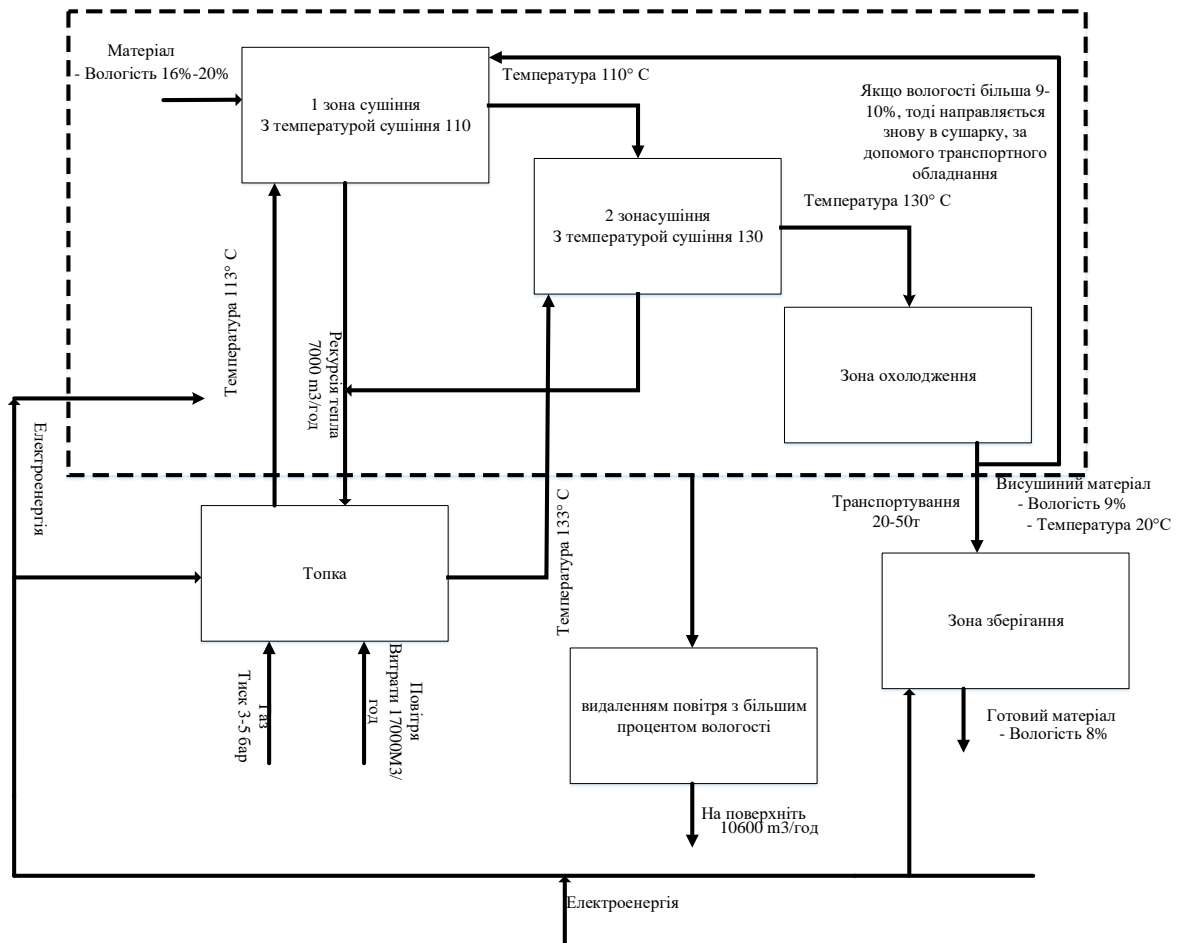 Матеріал
- Вологість 16%-20%
1 зона сушіння
З температурой сушіння 110
Температура 110° С
Якщо вологості більша 9-
10%, тоді направляється
знову в сушарку, за
допомого транспортного
обладнання
2 зонасушіння
З температурой сушіння 130
Температура 130° С
Зона охолодження
Температура 113° С
Рекурсія тепла
7000 m3/год
Електроенергія
Температура 133° С
Транспортування
20-50т
Висушиний матеріал
- Вологість 9%
- Температура 20°С
Топка
Зона зберігання
Газ
Тиск 3-5 бар
Повітря
Витрати 17000М3/
год
видаленням повітря з більшим
процентом вологості
Готовий матеріал
- Вологість 8%
На поверхніть
10600 m3/год
Електроенергія